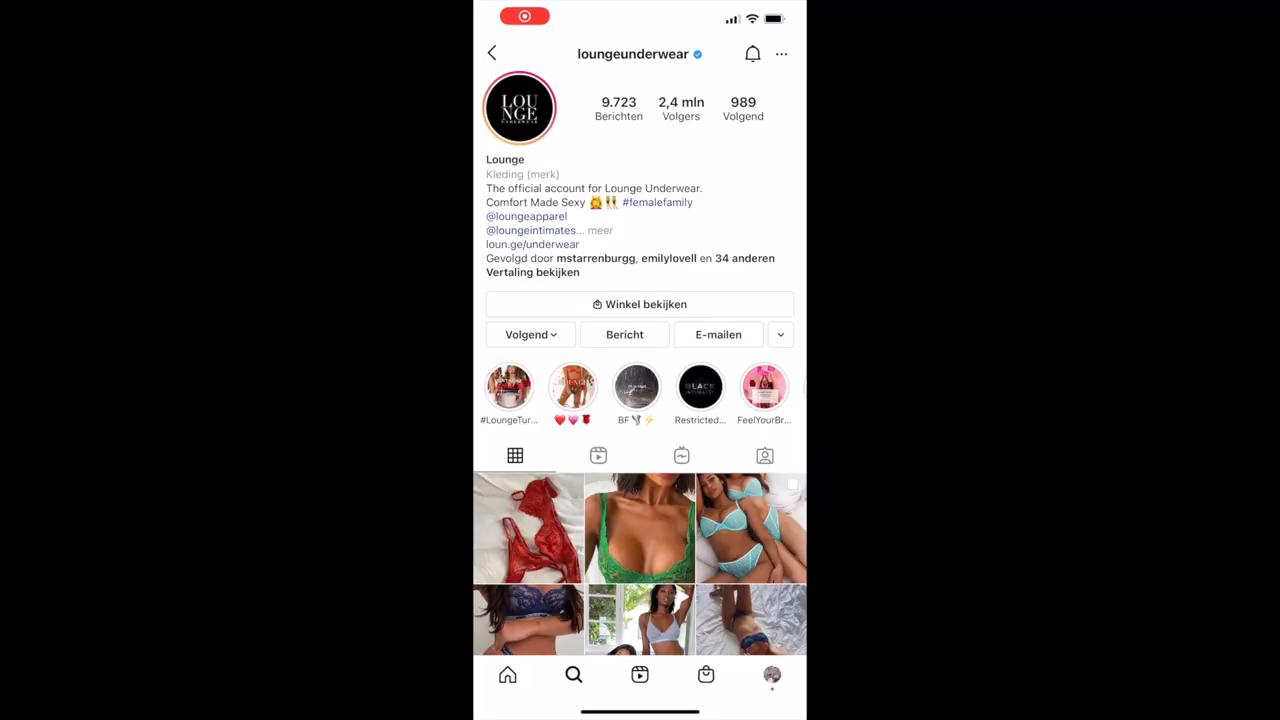 loungeunderwear
LOU
NGE
UNDERWEAR
9.723 2,4 mln 989
Berichten Volgers Volgend
Lounge
Kleding (merk)
The official account for Lounge Underwear.
Comfort Made Sexy 👸👯 #femalefamily
@loungeapparel
@loungeintimates... meer
loun.ge/underwear
Gevolgd door mstarrenburgg, emilylovell en 34 anderen
Vertaling bekijken
Winkel bekijken
Volgend Bericht E-mailen
BLACK
#LoungeTur... ❤️💗🌹 BF ⚡ Restricted... FeelYourBr...